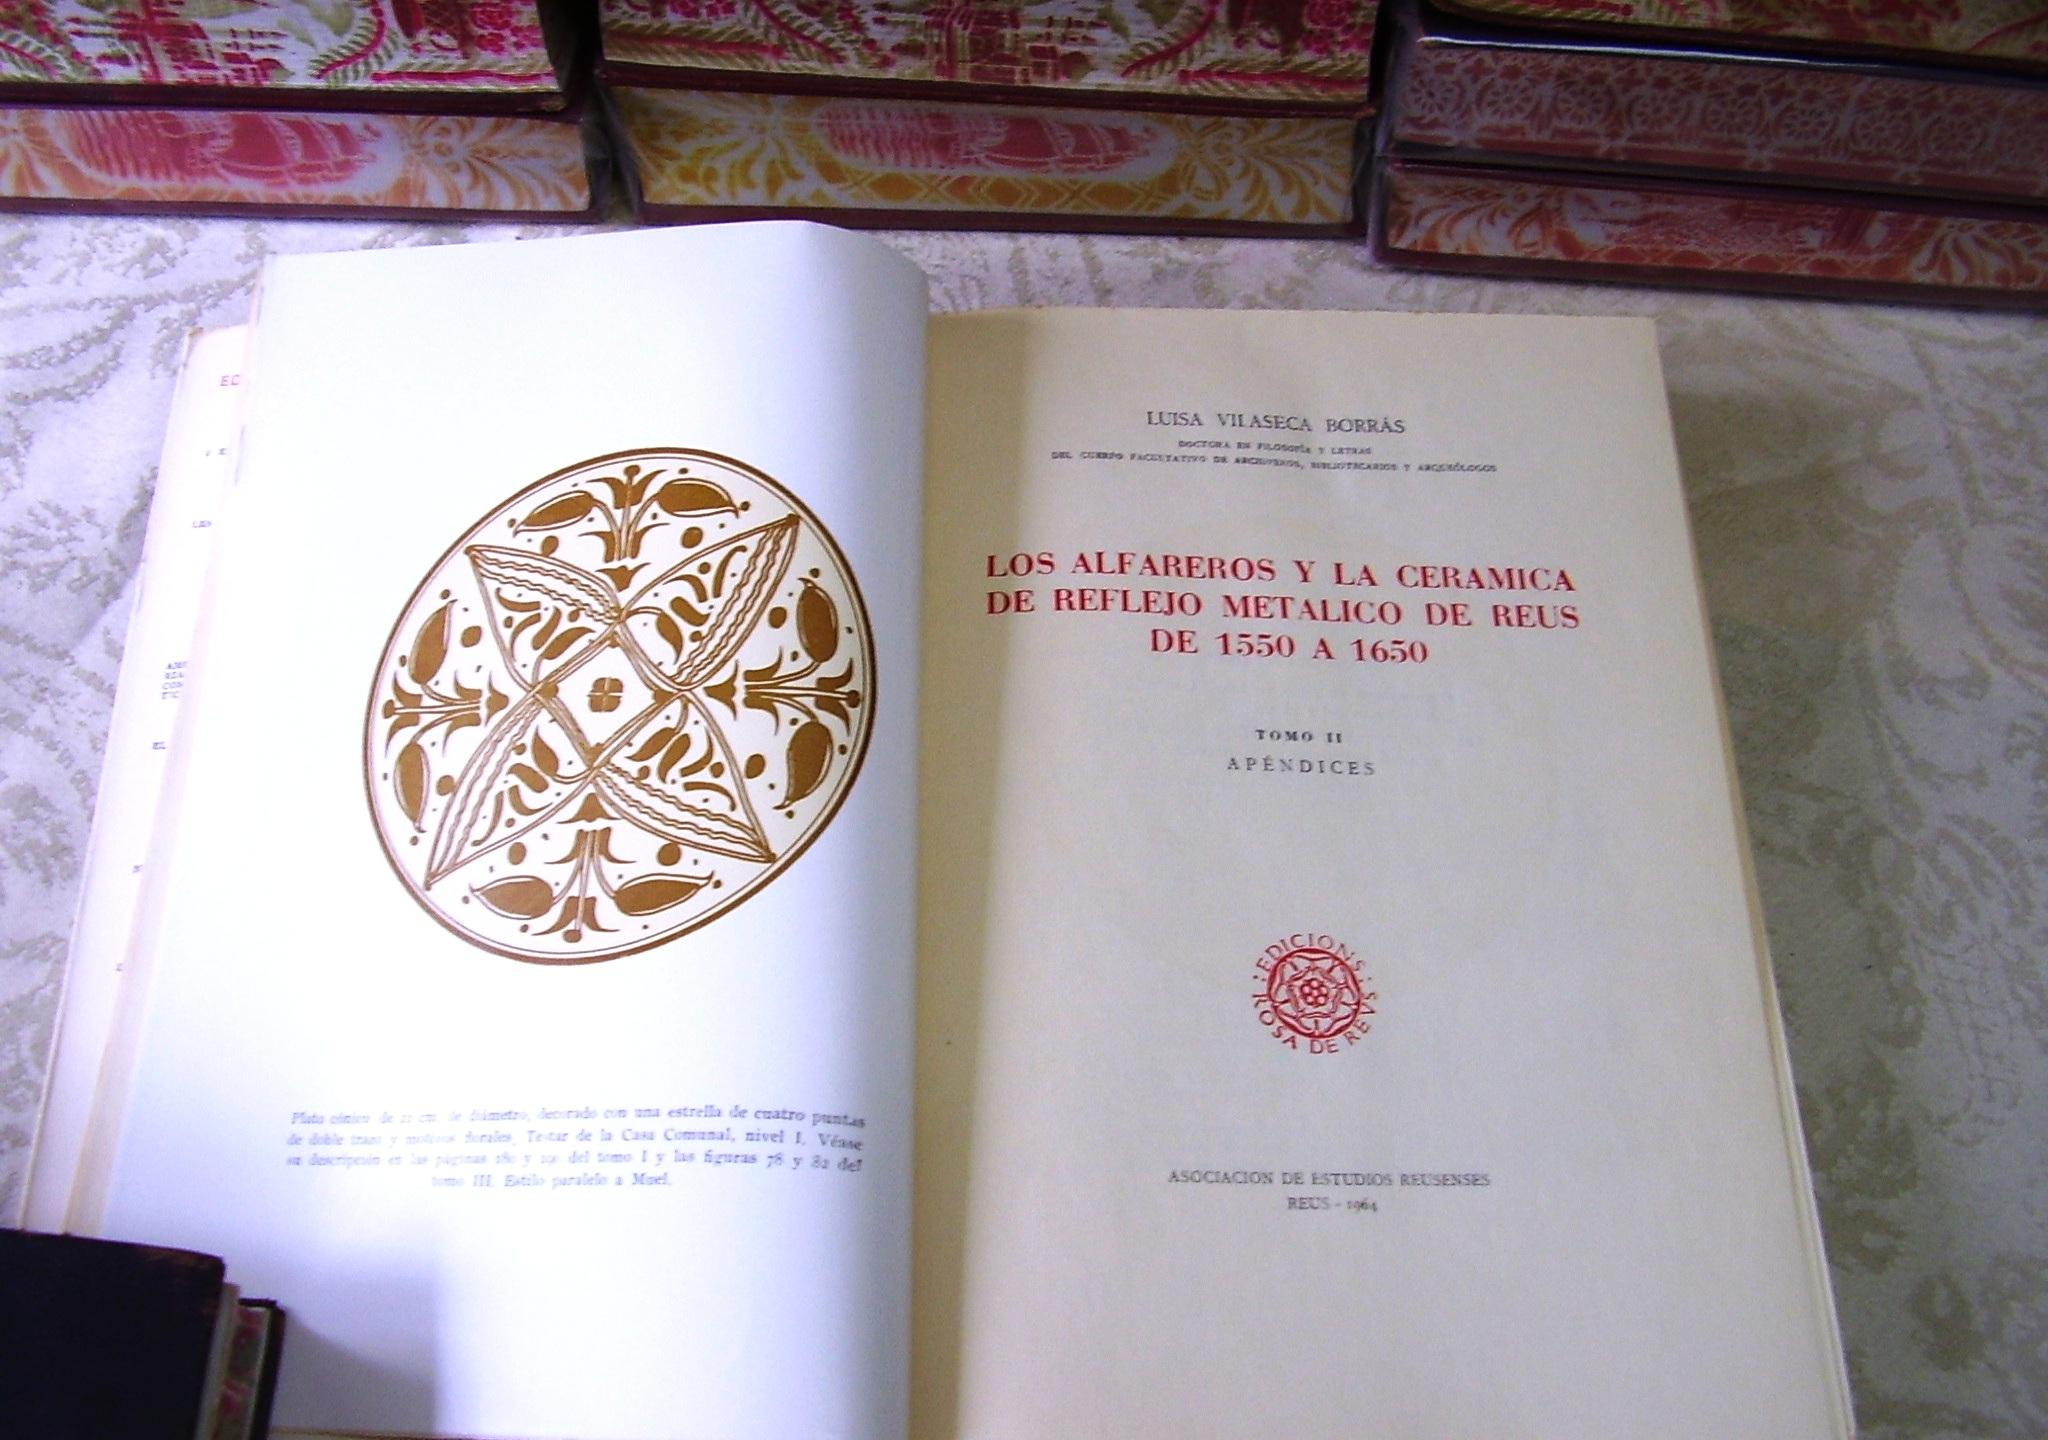 Plato cónico de 21 cm. de diámetro, decorado con una estrella de cuatro puntas
de doble trazo y motivos florales. Testar de la Casa Comunal, nivel I. Véase
su descripción en las páginas 180 y del tomo I y las figuras 78 y 82 del
tomo III. Estilo paralelo a Muel.
LUISA VILASECA BORRÁS
DOCTORA EN FILOSOFÍA Y LETRAS
DEL CUERPO FACULTATIVO DE ARCHIVEROS, BIBLIOTECARIOS Y ARQUEÓLOGOS
LOS ALFAREROS Y LA CERAMICA
DE REFLEJO METALICO DE REUS
DE 1550 A 1650
TOMO II
APÉNDICES
· EDICIONS ·
ROSA DE REVS
ASOCIACION DE ESTUDIOS REUSENSES
REUS - 1964